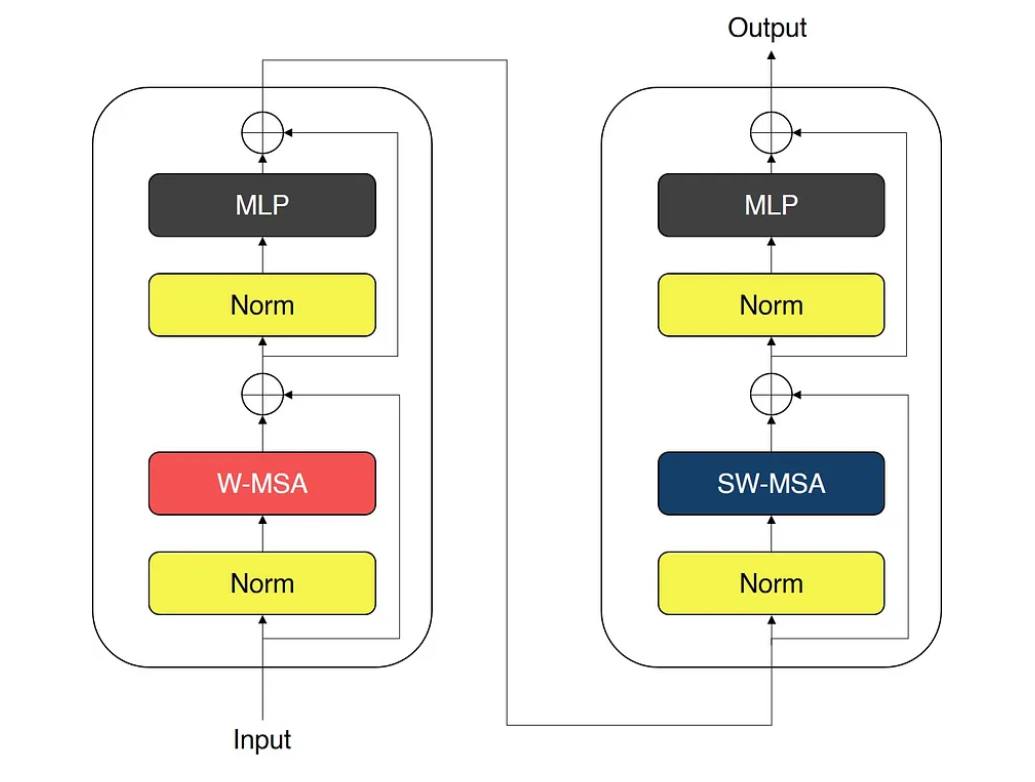 Output
MLP
Norm
W-MSA
Norm
Input
MLP
Norm
SW-MSA
Norm